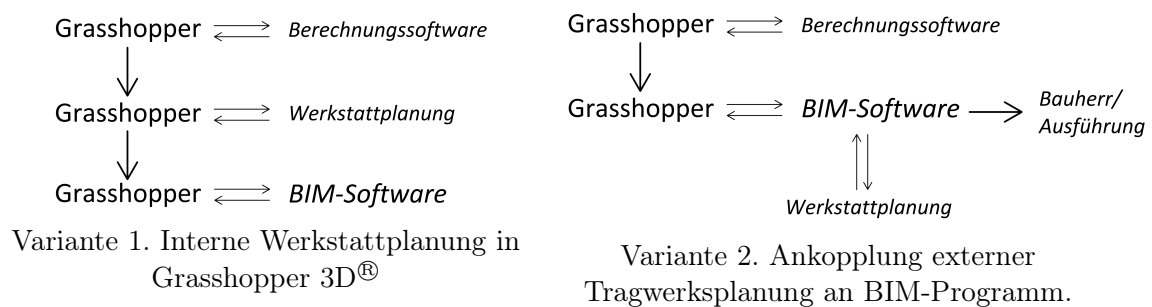 Grasshopper Berechnungssoftware
Grasshopper Werkstattplanung
Grasshopper BIM-Software
Variante 1. Interne Werkstattplanung in
Grasshopper 3D®
Grasshopper Berechnungssoftware
Grasshopper BIM-Software Bauherr/
Ausführung
Werkstattplanung
Variante 2. Ankopplung externer
Tragwerksplanung an BIM-Programm.